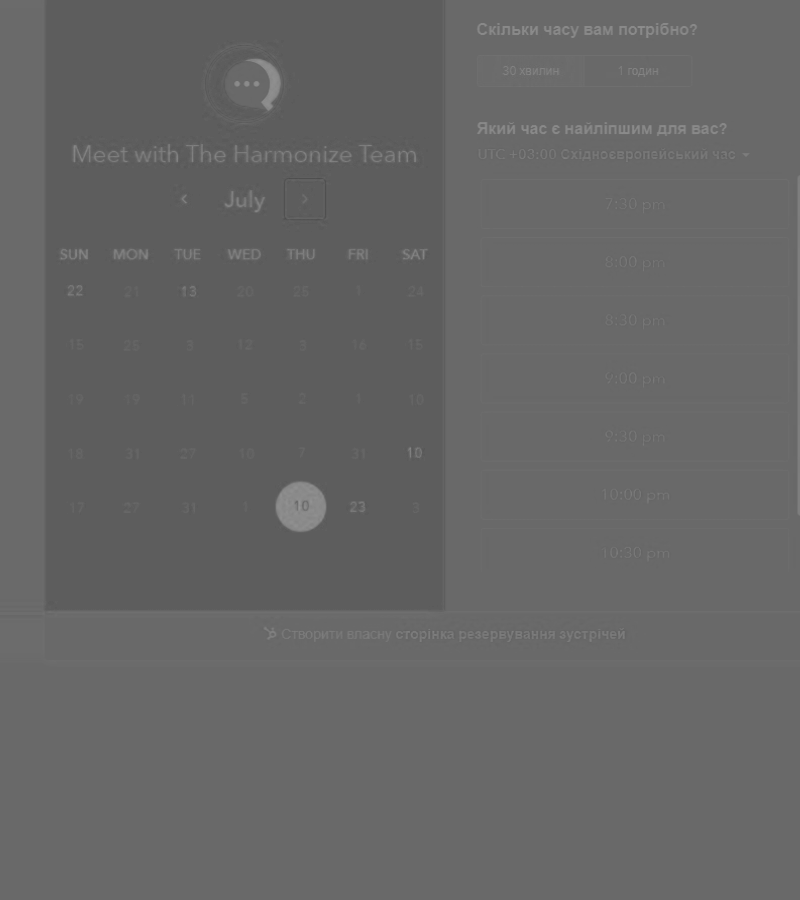 Meet with The Harmonize Team
July
SUN MON TUE WED THU FRI SAT
22 21 13 20 25 1 24
15 25 3 12 3 16 15
19 19 11 5 2 1 10
18 31 27 10 7 31 10
17 27 31 1 10 23 3
Скільки часу вам потрібно?
30 хвилин 1 годин
Який час є найліпшим для вас?
UTC +03:00 Східноєвропейський час
7:30 pm
8:00 pm
8:30 pm
9:00 pm
9:30 pm
10:00 pm
10:30 pm
Створити власну сторінка резервування зустрічей